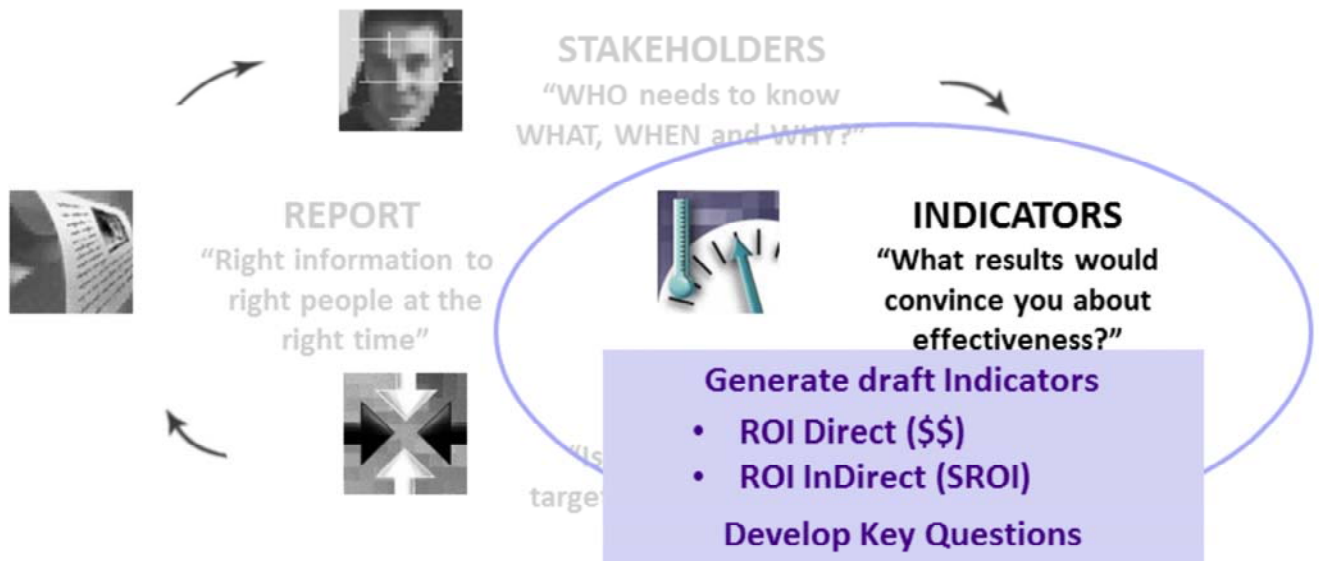 STAKEHOLDERS
“WHO needs to know
WHAT, WHEN and WHY?”
REPORT
“Right information to
right people at the
right time”
INDICATORS
“What results would
convince you about
effectiveness?”
Generate draft Indicators
• ROI Direct ($$)
• ROI InDirect (SROI)
Develop Key Questions
“Is